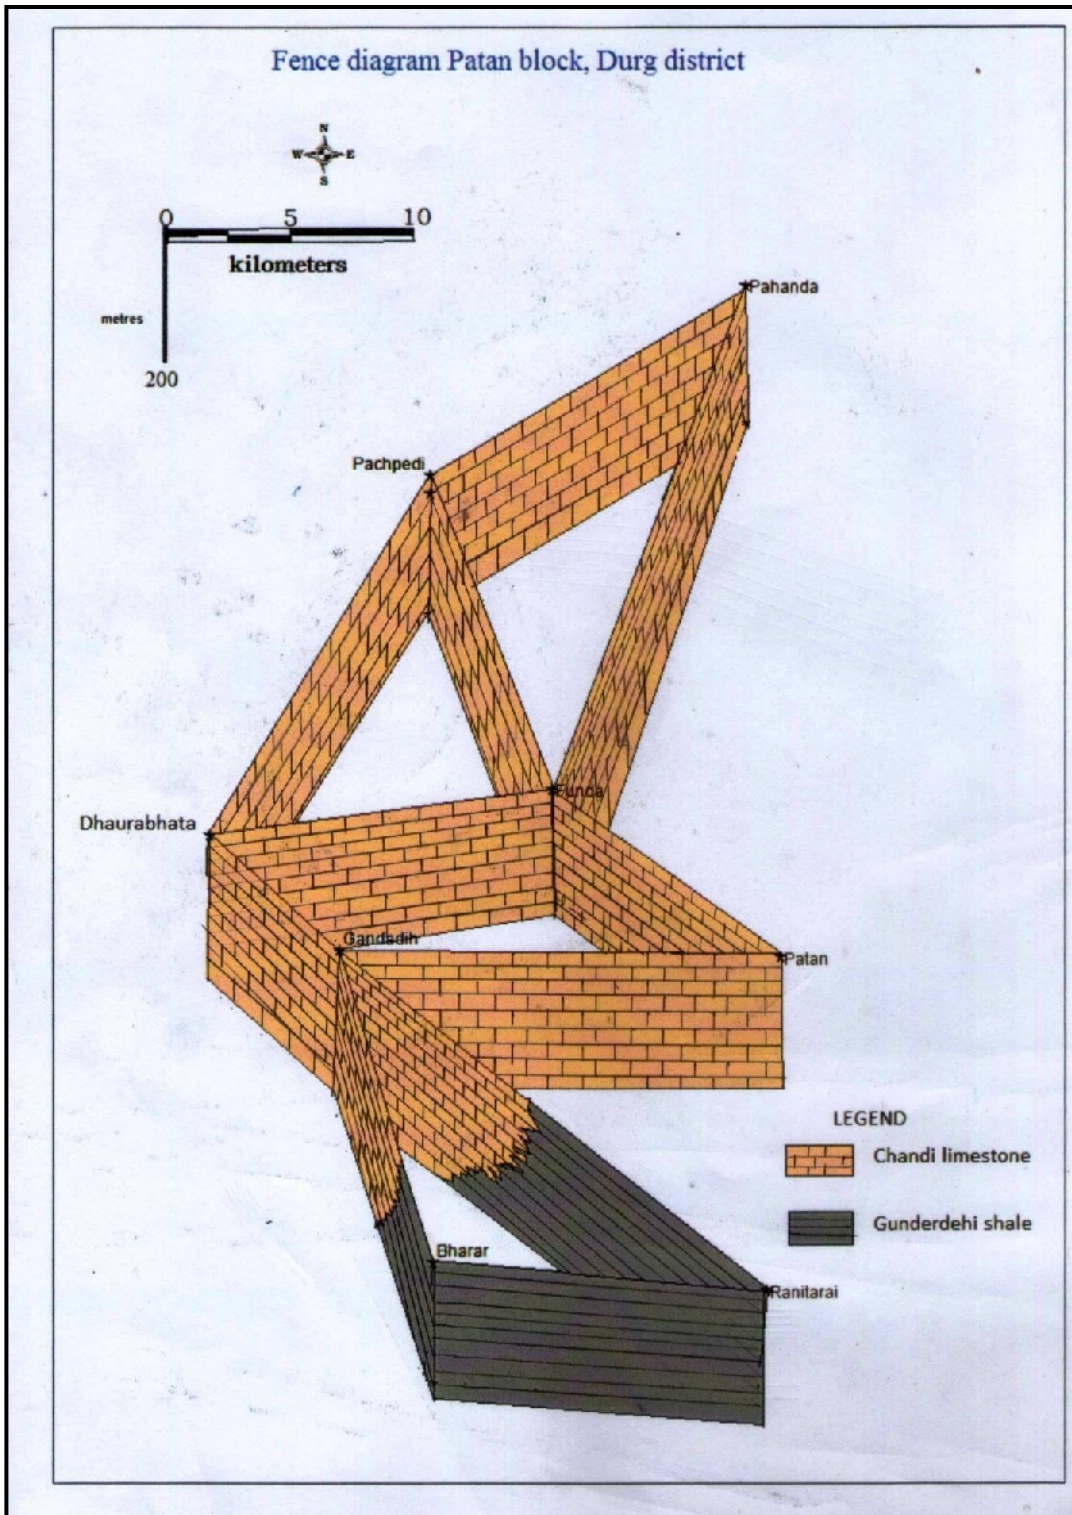 Fence diagram Patan block, Durg district
N
W E
S
0 5 10
kilometers
metres
200
Pahanda
Pachpedi
Funda
Dhaurabhata
Gandadih
Patan
LEGEND
Chandi limestone
Gunderdehi shale
Bharar
Ranitarai